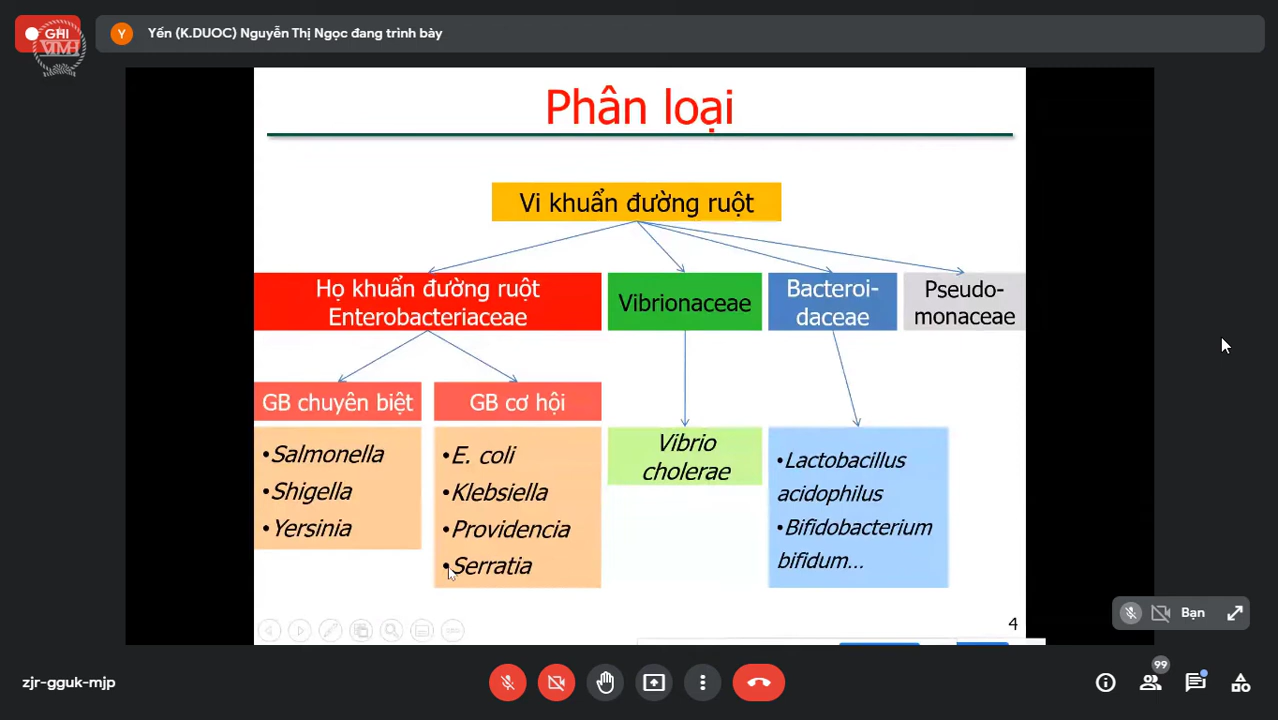 GHI
VTMH
Y
Yến (K.DUOC) Nguyễn Thị Ngọc đang trình bày
Phân loại
Vi khuẩn đường ruột
Họ khuẩn đường ruột
Enterobacteriaceae
Vibrionaceae
Bacteroi-
daceae
Pseudo-
monaceae
GB chuyên biệt
GB cơ hội
•Salmonella
•Shigella
•Yersinia
•E. coli
•Klebsiella
•Providencia
•Serratia
Vibrio
cholerae
•Lactobacillus
acidophilus
•Bifidobacterium
bifidum...
4
Bạn
zjr-gguk-mjp
99